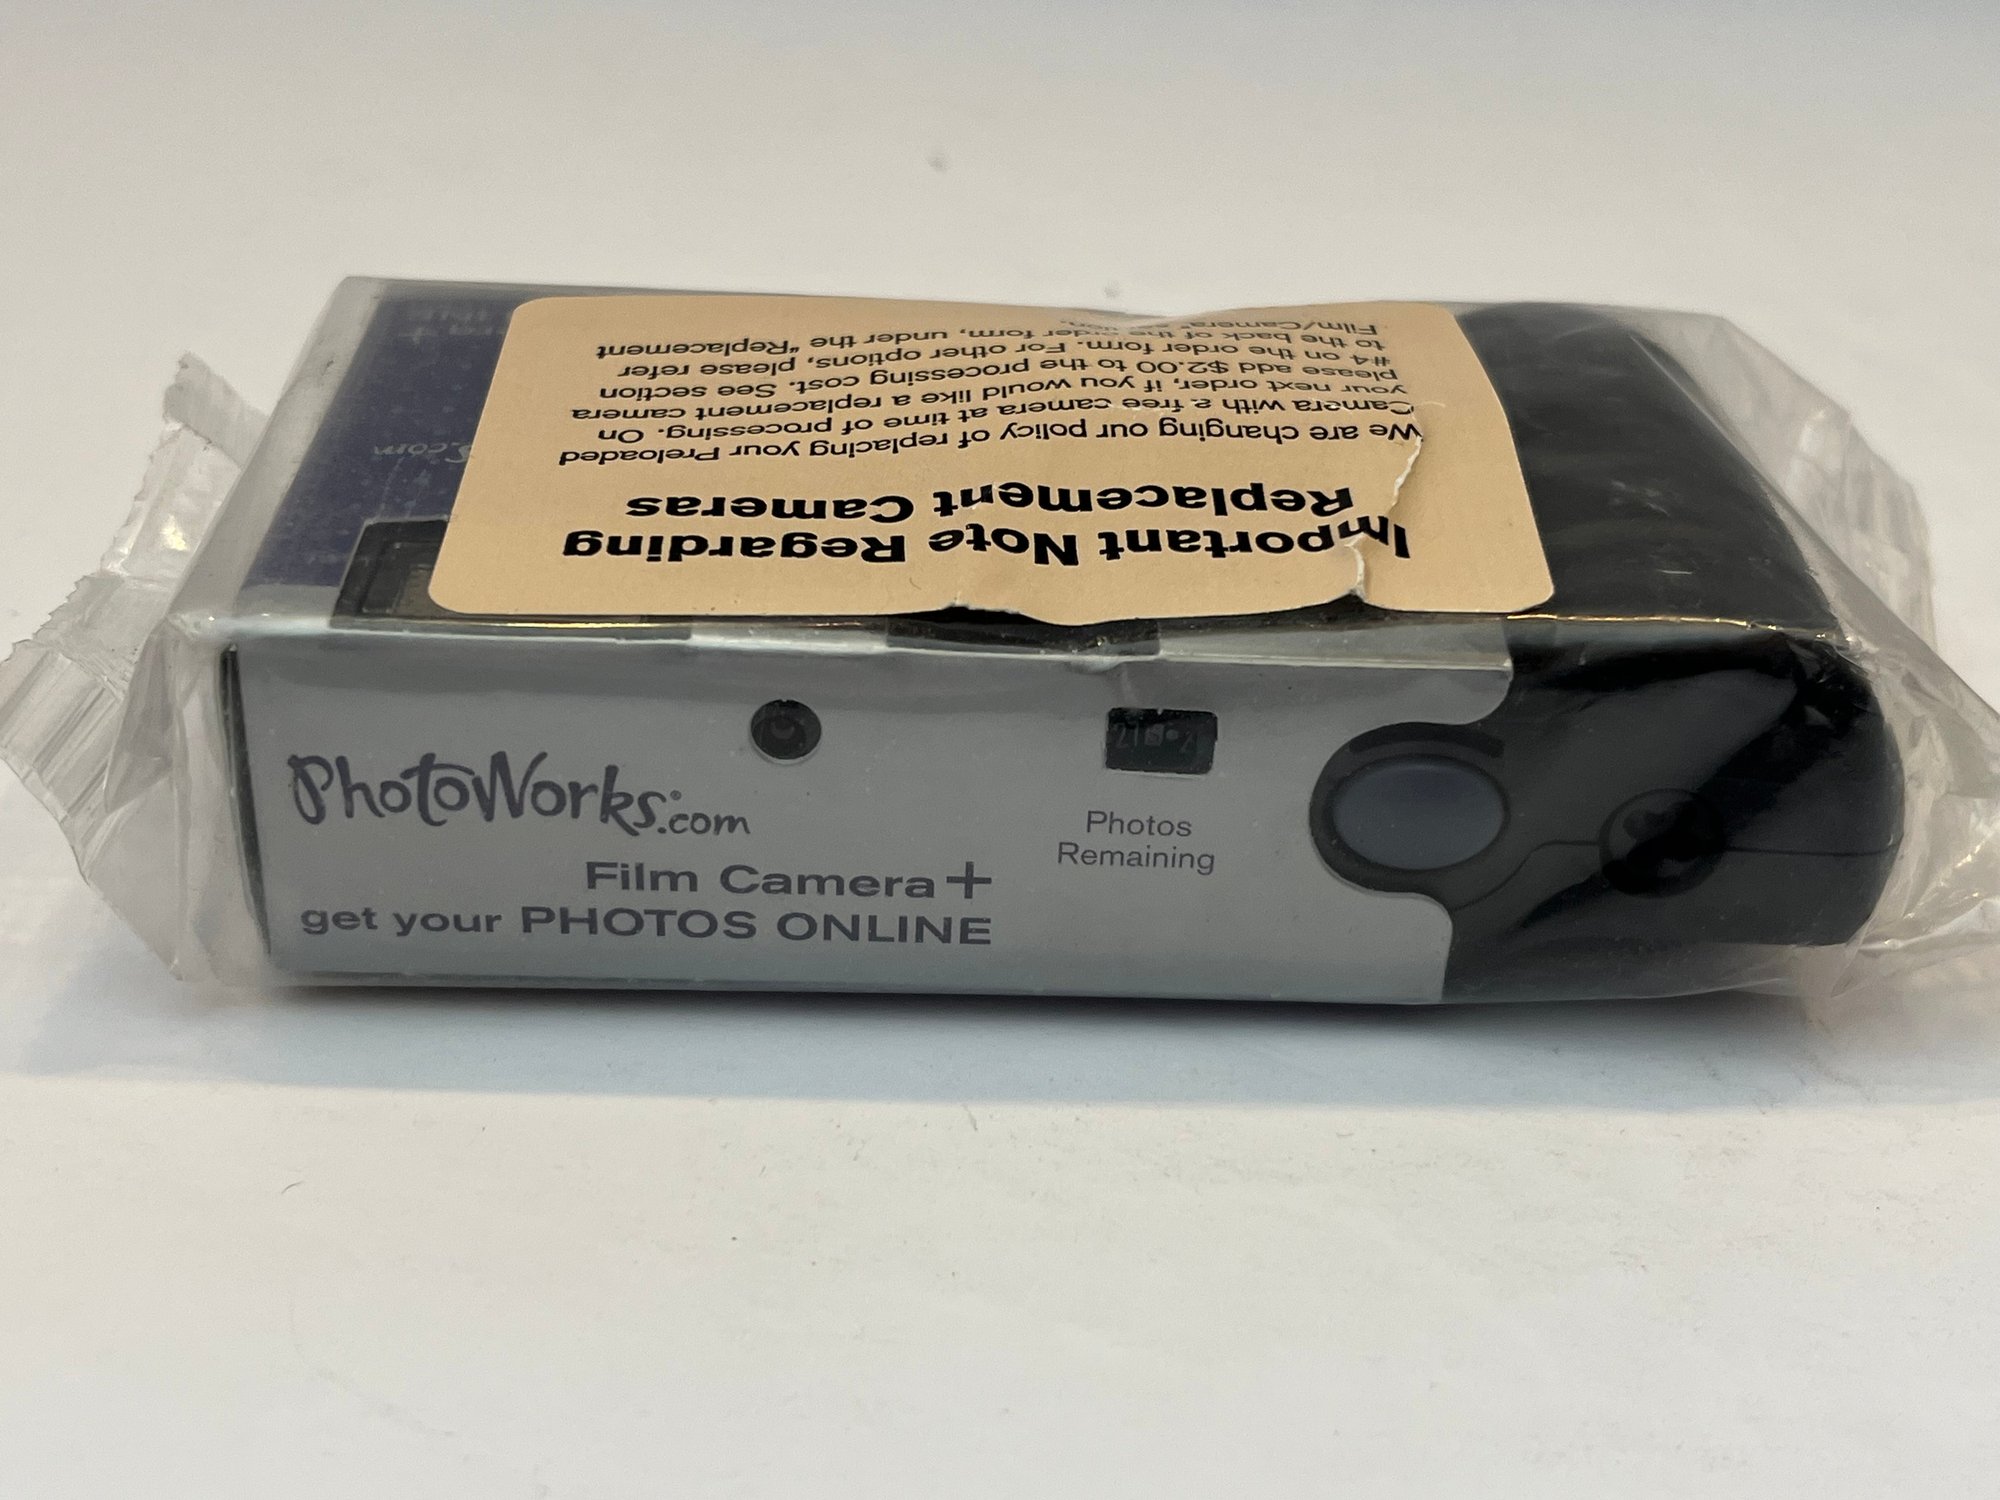 Important Note Regarding
Replacement Cameras
We are changing our policy of replacing your Preloaded
Camera with a free camera at time of processing. On
your next order, if you would like a replacement camera
please add $2.00 to the processing cost. See section
#4 on the order form. For other options, please refer
to the back of the order form, under the "Replacement
Film/Camera"
s.com
PhotoWorks.com
Film Camera+
get your PHOTOS ONLINE
Photos
Remaining